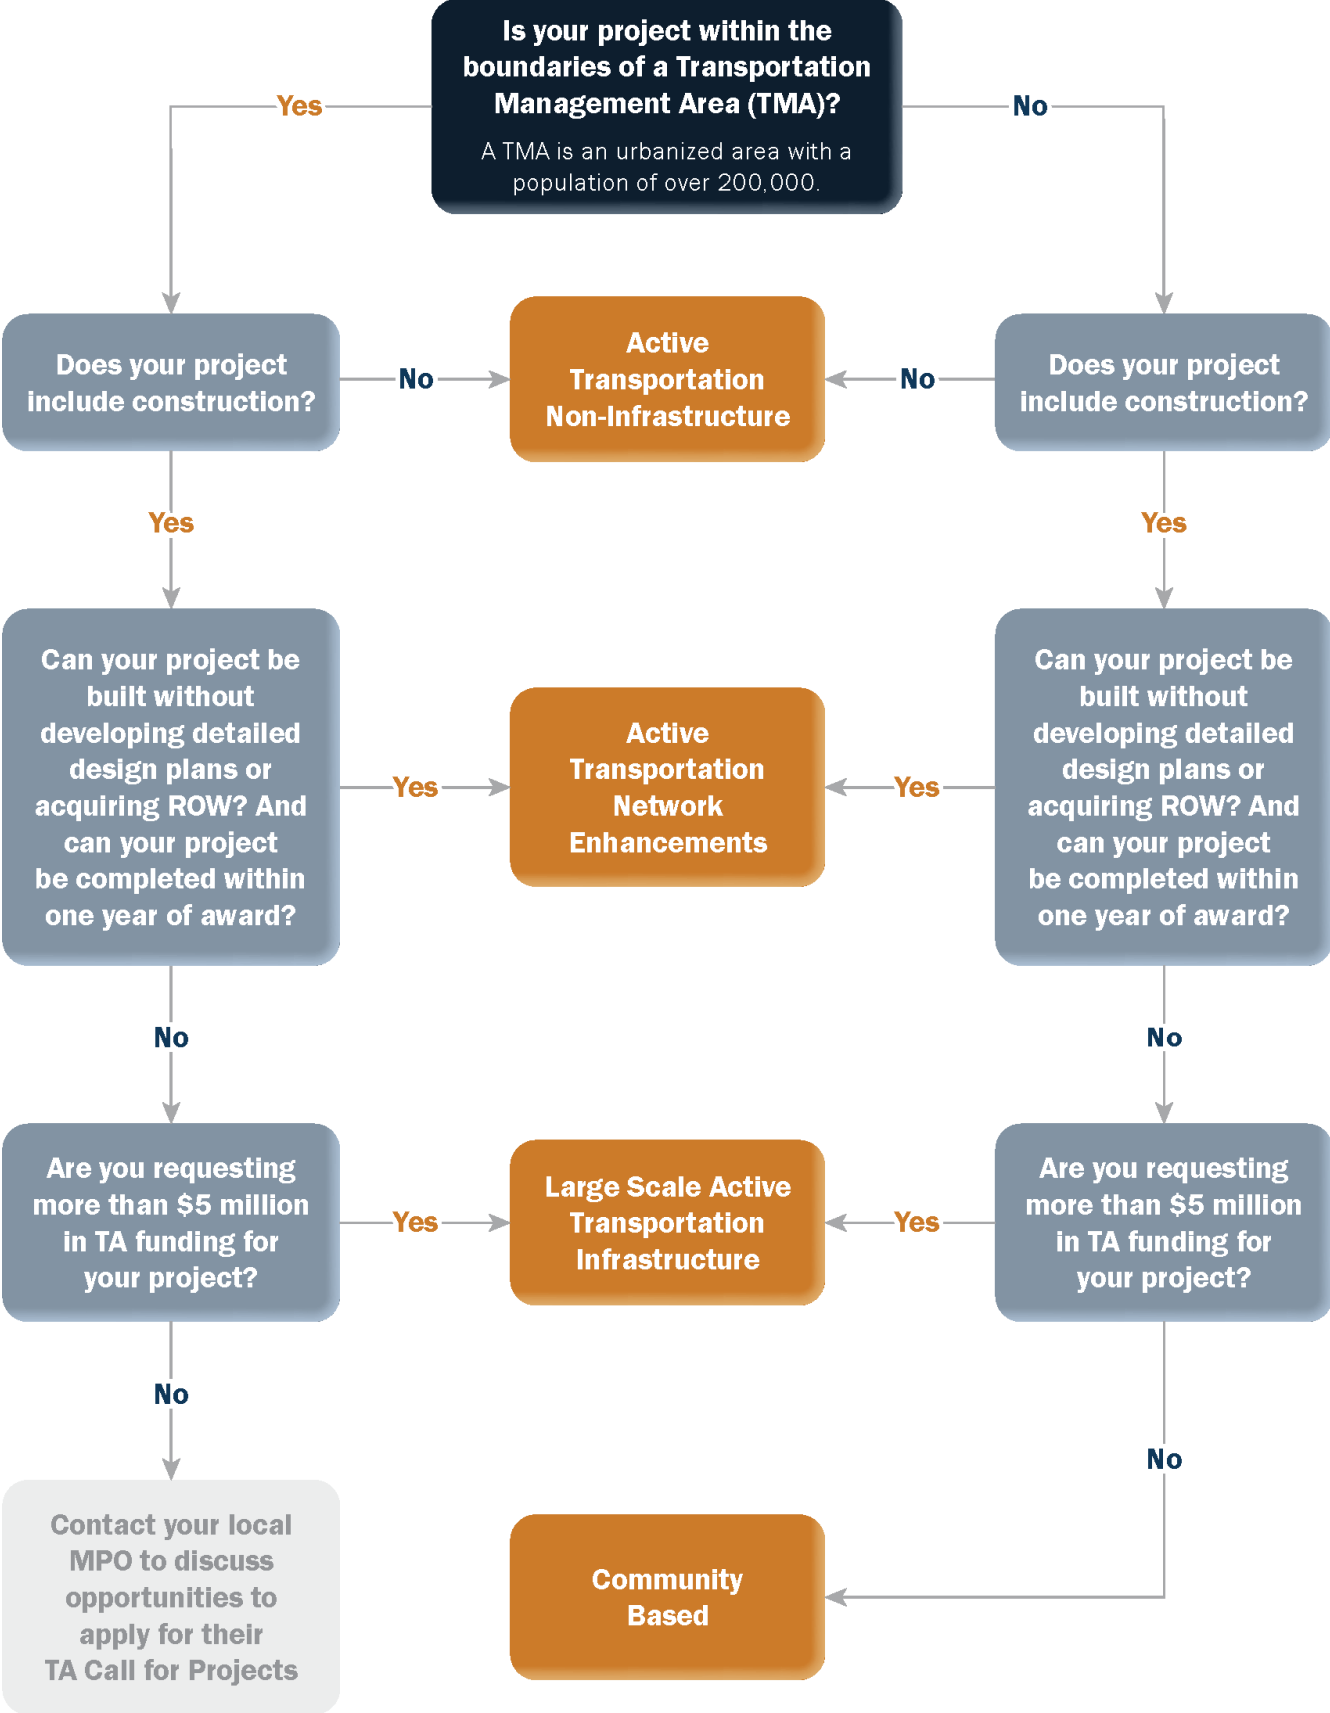 Is your project within the
boundaries of a Transportation
Management Area (TMA)?
A TMA is an urbanized area with a
population of over 200,000.
Yes
No
Does your project
include construction?
No
Active
Transportation
Non-Infrastructure
No
Does your project
include construction?
Yes
Yes
Can your project be
built without
developing detailed
design plans or
acquiring ROW? And
can your project
be completed within
one year of award?
Yes
Active
Transportation
Network
Enhancements
Yes
Can your project be
built without
developing detailed
design plans or
acquiring ROW? And
can your project
be completed within
one year of award?
No
No
Are you requesting
more than $5 million
in TA funding for
your project?
Yes
Large Scale Active
Transportation
Infrastructure
Yes
Are you requesting
more than $5 million
in TA funding for
your project?
No
No
Contact your local
MPO to discuss
opportunities to
apply for their
TA Call for Projects
Community
Based